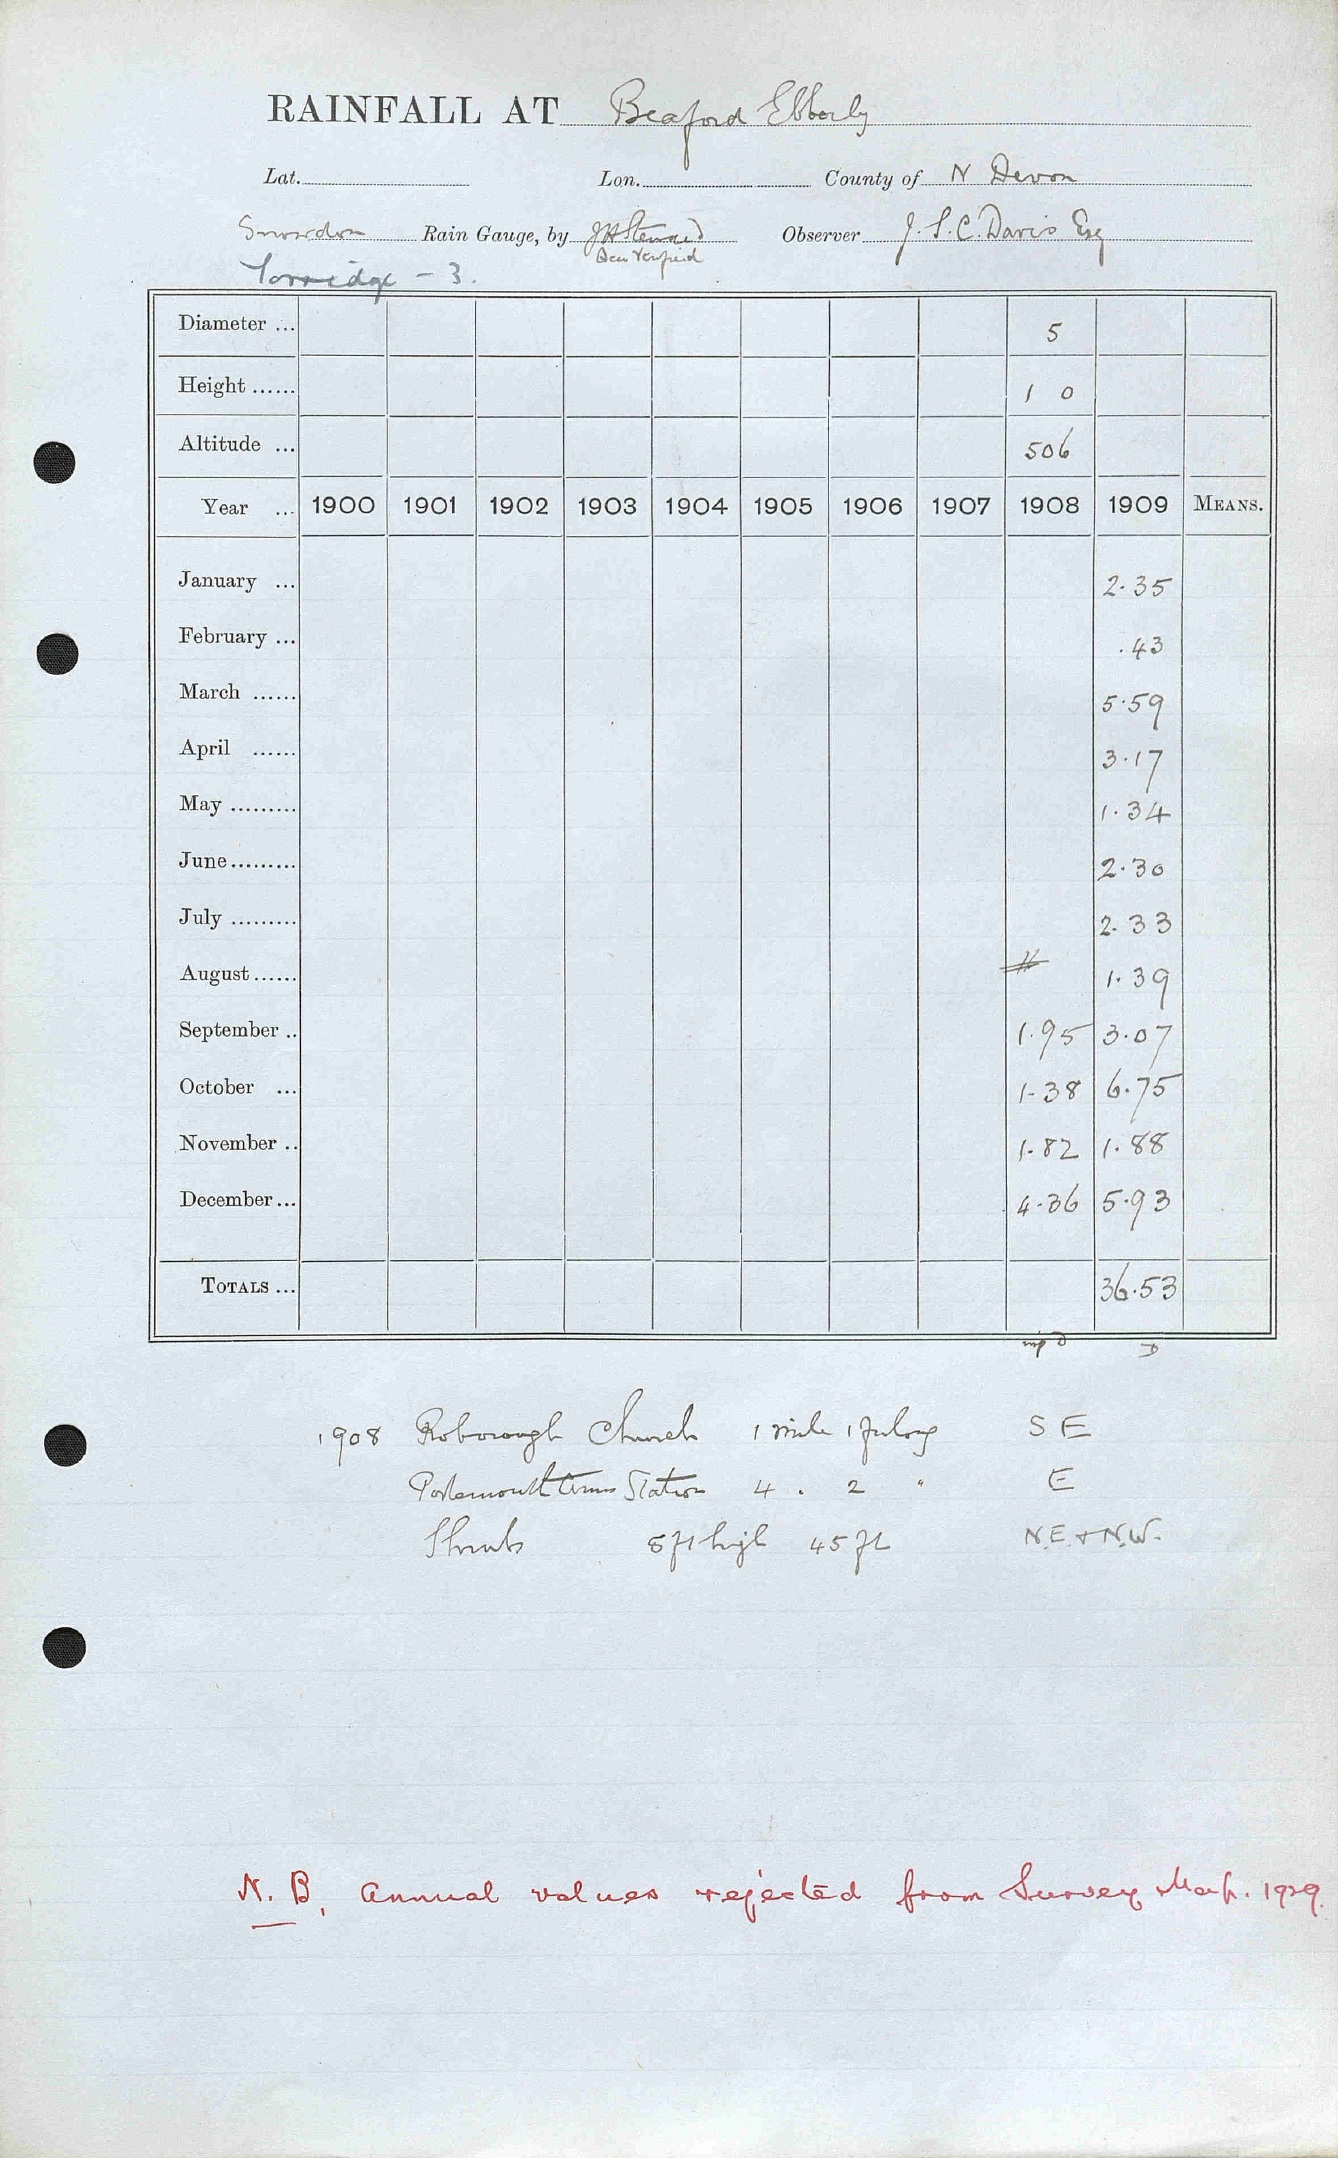 RAINFALL AT Beaford Ebberly
Lat. Lon. County of N Devon
Snowdon Rain Gauge, by J H Steward Observer J. S. C. Davis Esq
Torridge - 3.
Diameter ... 5
Height ...... 1 0
Altitude ... 506
Year ... 1900 1901 1902 1903 1904 1905 1906 1907 1908 1909 MEANS.
January ... 2.35
February ... .43
March ...... 5.59
April ...... 3.17
May ......... 1.34
June ......... 2.30
July ......... 2.33
August ...... 1.39
September .. 1.95 3.07
October ... 1.38 6.75
November .. 1.82 1.88
December ... 4.36 5.93
TOTALS ... 36.53
imp D D
1908 Roborough Church 1 mile 1 furlong S E
Portsmouth Arms Station 4 . 2 " E
Shrubs 5 ft high 45 ft N.E. + N.W.
N.B. Annual values rejected from Survey Map. 1929.